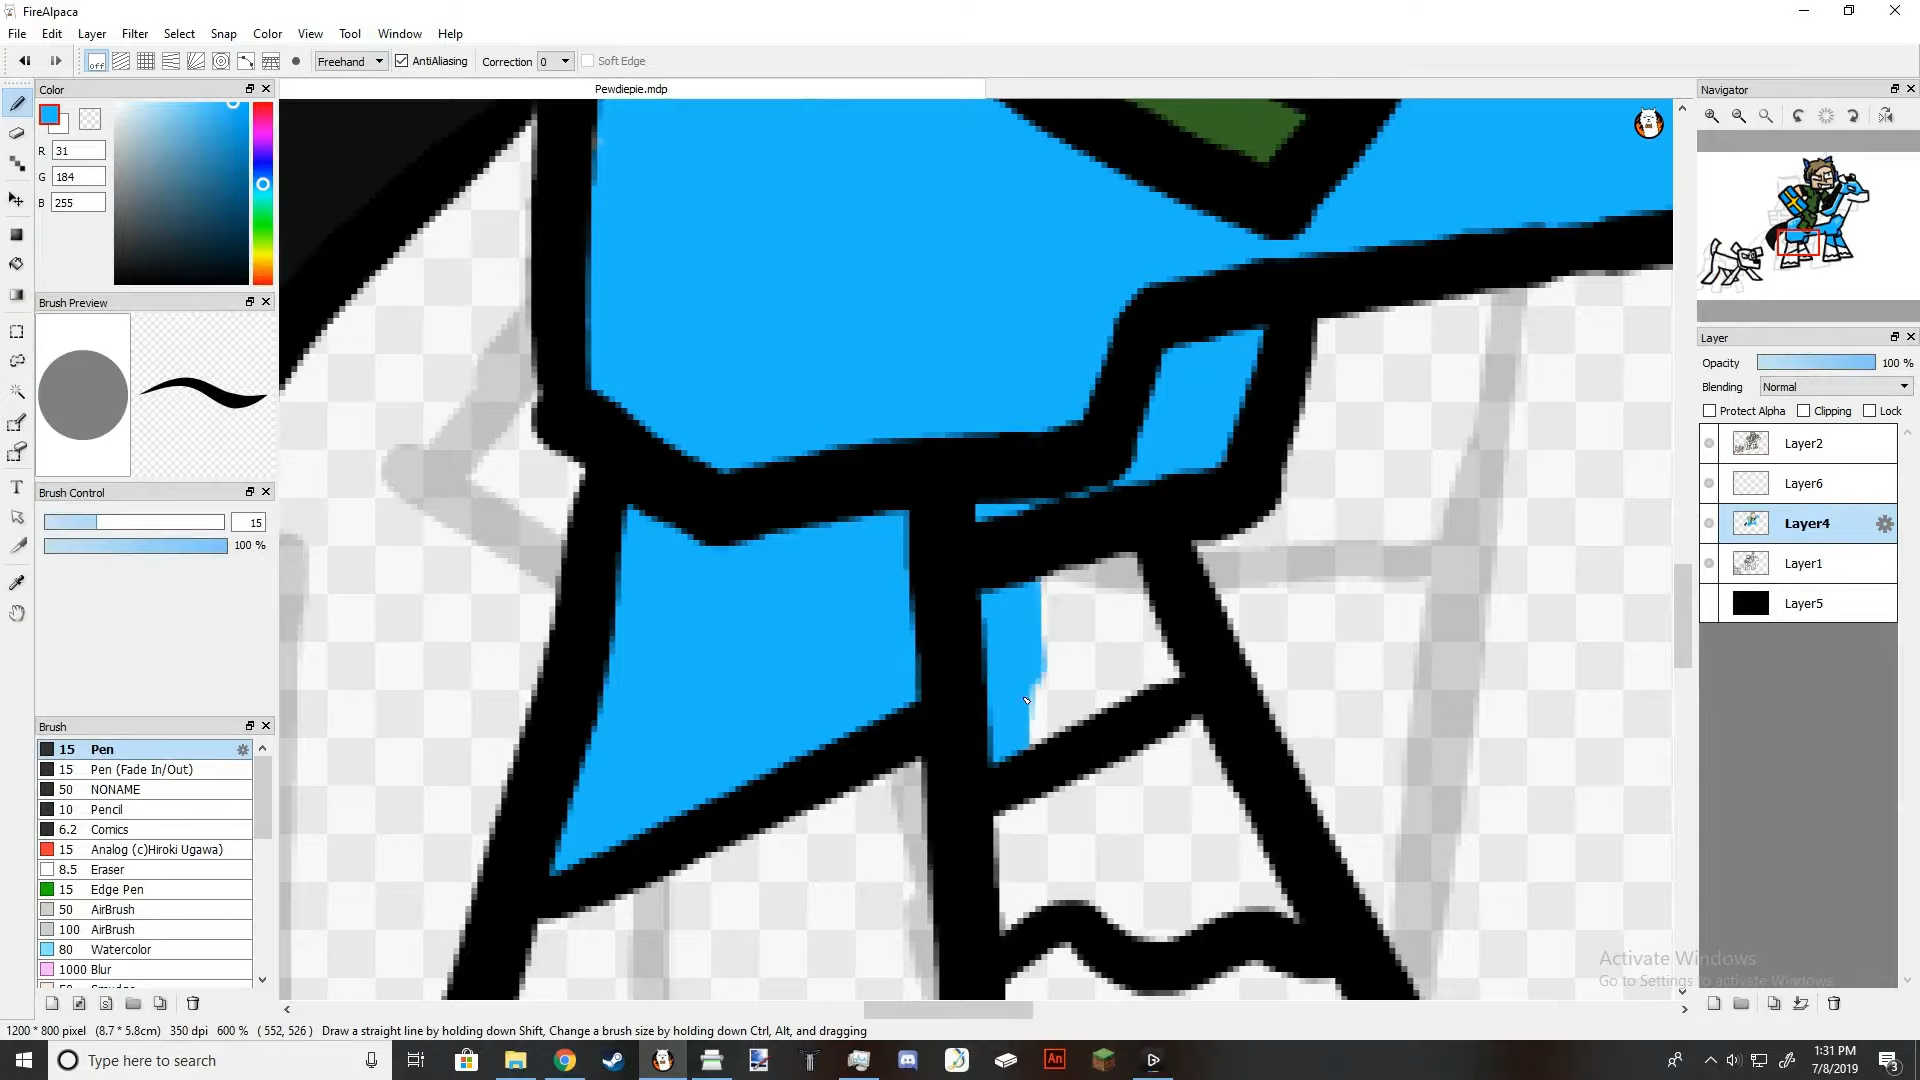 FireAlpaca
File Edit Layer Filter Select Snap Color View Tool Window Help
off Freehand AntiAliasing Correction 0 Soft Edge
Color
R 31
G 184
B 255
Brush Preview
Brush Control
15
100 %
Brush
15 Pen
15 Pen (Fade In/Out)
50 NONAME
10 Pencil
6.2 Comics
15 Analog (c)Hiroki Ugawa)
8.5 Eraser
15 Edge Pen
50 AirBrush
100 AirBrush
80 Watercolor
1000 Blur
Pewdiepie.mdp
Navigator
Layer
Opacity 100 %
Blending Normal
Protect Alpha Clipping Lock
Layer2
Layer6
Layer4
Layer1
Layer5
Activate Windows
Go to Settings to activate Windows.
1200 * 800 pixel (8.7 * 5.8cm) 350 dpi 600 % ( 552, 526 ) Draw a straight line by holding down Shift, Change a brush size by holding down Ctrl, Alt, and dragging
Type here to search
An
1:31 PM
7/8/2019
3